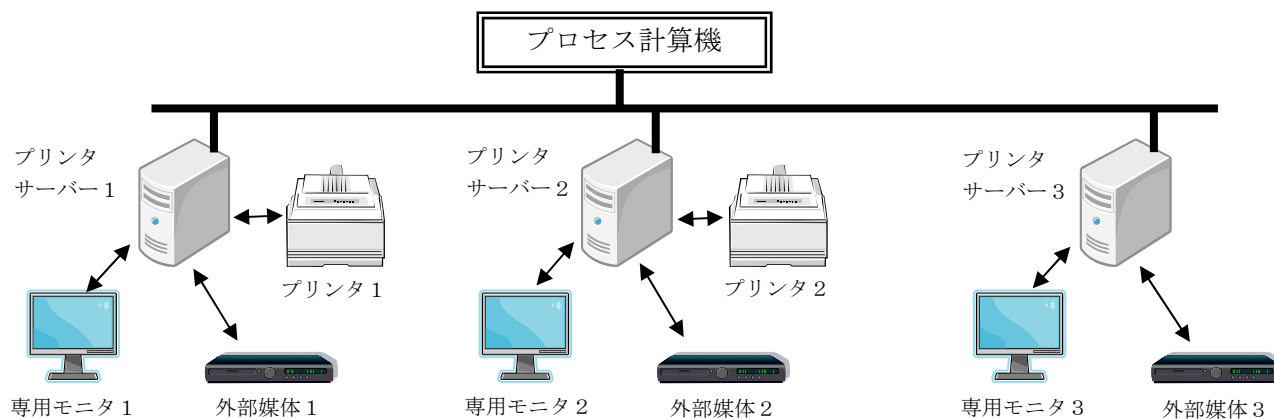 プロセス計算機
プリンタ
サーバー１
プリンタ
サーバー２
プリンタ
サーバー３
プリンタ１
プリンタ２
専用モニタ１
外部媒体１
専用モニタ２
外部媒体２
専用モニタ３
外部媒体３